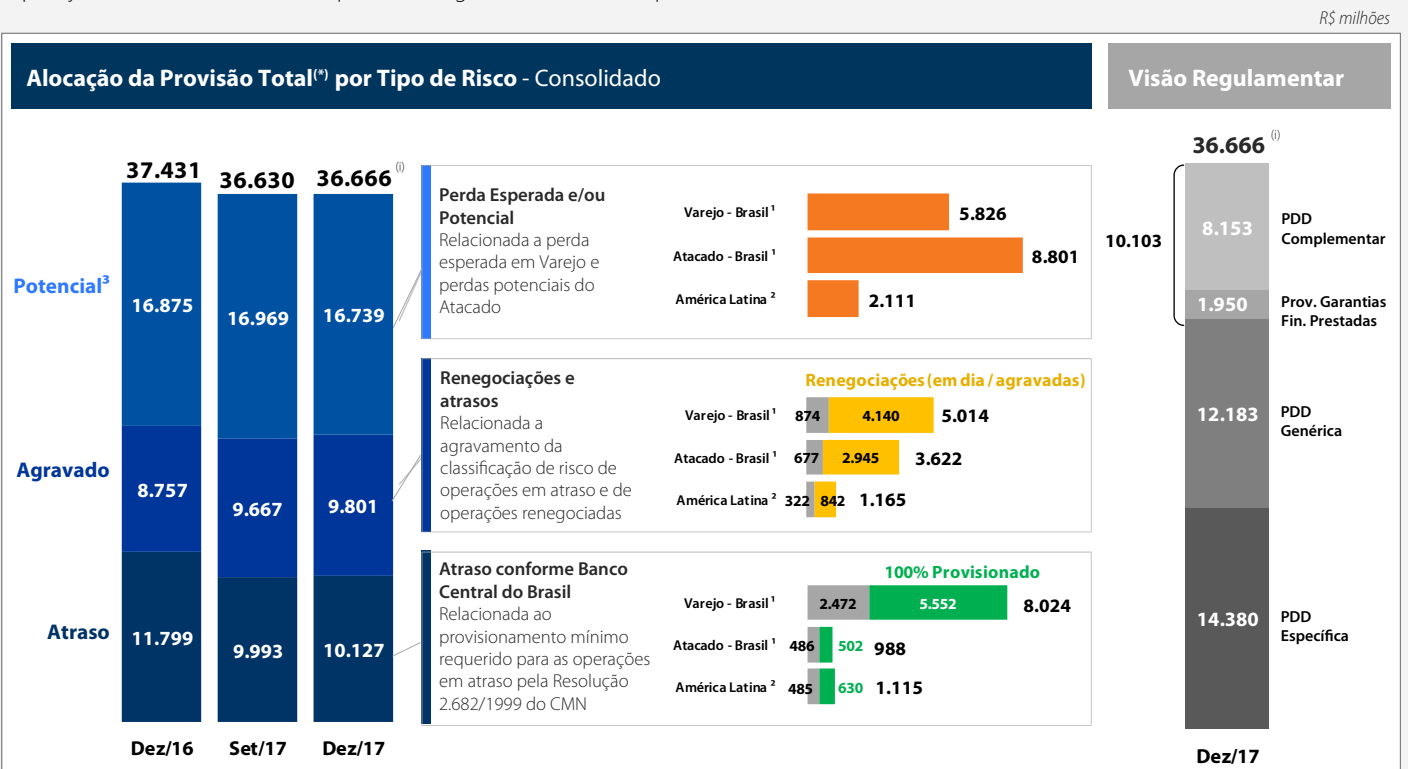 R$ milhões
Alocação da Provisão Total(*) por Tipo de Risco - Consolidado
Visão Regulamentar
37.431
36.630
36.666 (i)
Potencial³
16.875
16.969
16.739
Agravado
8.757
9.667
9.801
Atraso
11.799
9.993
10.127
Dez/16
Set/17
Dez/17
Perda Esperada e/ou
Potencial
Relacionada a perda
esperada em Varejo e
perdas potenciais do
Atacado
Varejo - Brasil ¹
5.826
Atacado - Brasil ¹
8.801
América Latina ²
2.111
Renegociações e
atrasos
Relacionada a
agravamento da
classificação de risco de
operações em atraso e de
operações renegociadas
Renegociações (em dia / agravadas)
Varejo - Brasil ¹ 874 4.140 5.014
Atacado - Brasil ¹ 677 2.945 3.622
América Latina ² 322 842 1.165
Atraso conforme Banco
Central do Brasil
Relacionada ao
provisionamento mínimo
requerido para as operações
em atraso pela Resolução
2.682/1999 do CMN
100% Provisionado
Varejo - Brasil ¹ 2.472 5.552 8.024
Atacado - Brasil ¹ 486 502 988
América Latina ² 485 630 1.115
36.666 (i)
10.103
8.153
PDD
Complementar
1.950
Prov. Garantias
Fin. Prestadas
12.183
PDD
Genérica
14.380
PDD
Específica
Dez/17